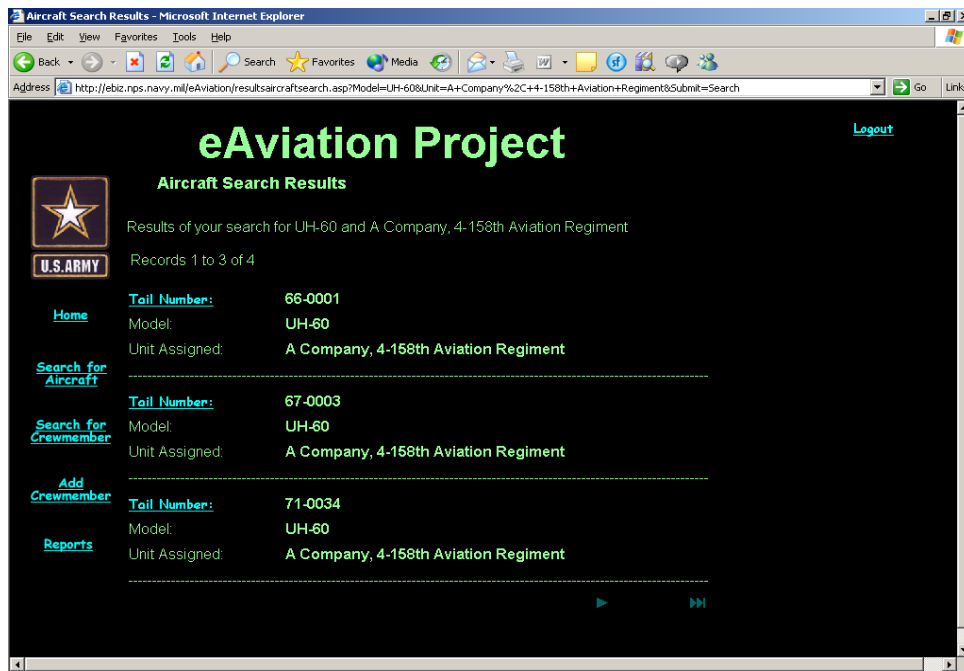 Aircraft Search Results - Microsoft Internet Explorer
File Edit View Favorites Tools Help
Back Search Favorites Media
Address http://ebiz.nps.navy.mil/eAviation/resultsaircraftsearch.asp?Model=UH-60&Unit=A+Company%2C+4-158th+Aviation+Regiment&Submit=Search Go Links
eAviation Project
Logout
Aircraft Search Results
Results of your search for UH-60 and A Company, 4-158th Aviation Regiment
U.S.ARMY
Records 1 to 3 of 4
Home
Search for
Aircraft
Search for
Crewmember
Add
Crewmember
Reports
Tail Number: 66-0001
Model: UH-60
Unit Assigned: A Company, 4-158th Aviation Regiment
Tail Number: 67-0003
Model: UH-60
Unit Assigned: A Company, 4-158th Aviation Regiment
Tail Number: 71-0034
Model: UH-60
Unit Assigned: A Company, 4-158th Aviation Regiment